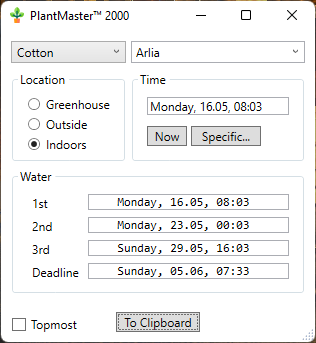 PlantMaster™ 2000
Cotton Arlia
Location
Greenhouse
Outside
Indoors
Time
Monday, 16.05, 08:03
Now Specific...
Water
1st Monday, 16.05, 08:03
2nd Monday, 23.05, 00:03
3rd Sunday, 29.05, 16:03
Deadline Sunday, 05.06, 07:33
Topmost To Clipboard